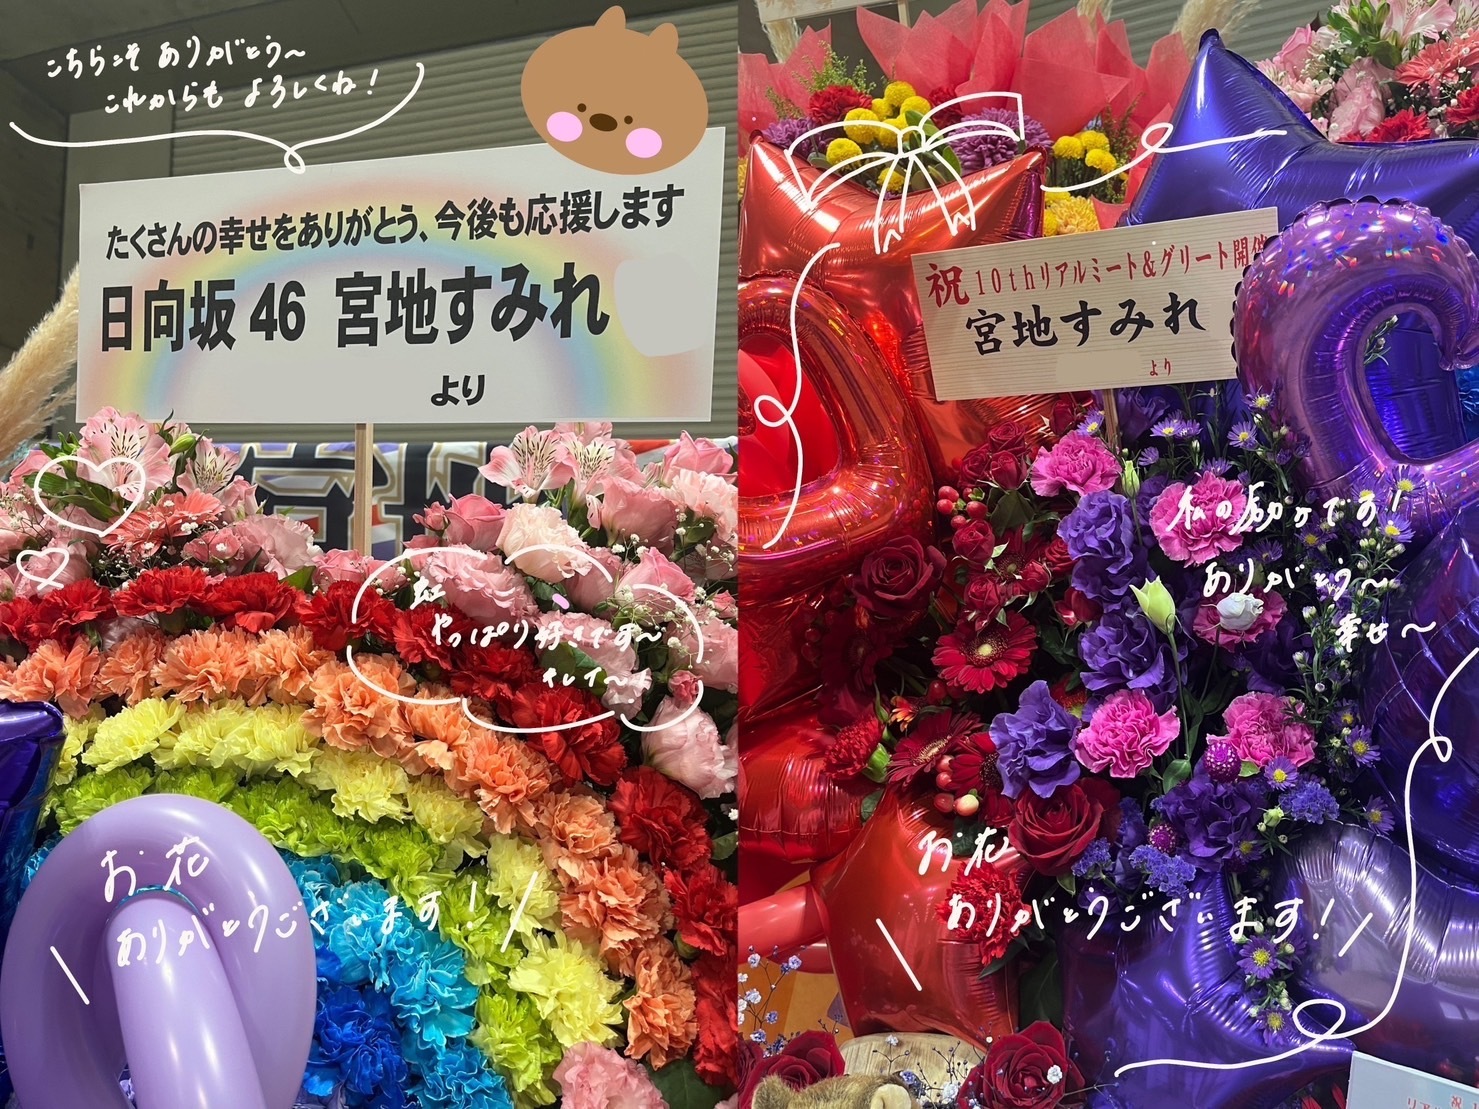 こちらこそ ありがとう〜
これからも よろしくね！
たくさんの幸せをありがとう、今後も応援します
日向坂46 宮地すみれ
より
やっぱり好きです〜
キレイ〜！
お花
ありがとうございます！
祝 10thリアルミート&グリート開催
宮地すみれ
より
私の励みです！
ありがとう〜
幸せ〜
お花
ありがとうございます！
祝